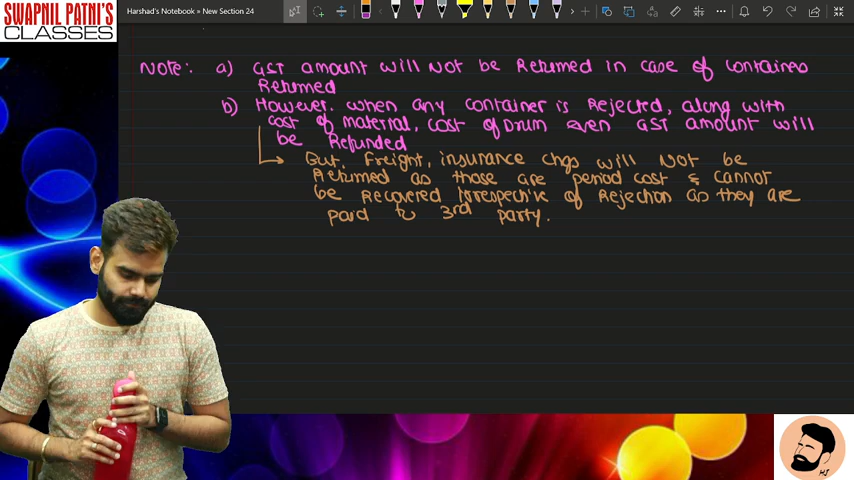 SWAPNIL PATNI'S
CLASSES
Harshad's Notebook » New Section 24
Note: a) GST amount will Not be Returned in case of containers
Returned
b) However, when any container is Rejected, along with
cost of material, cost of Drum even GST amount will
be Refunded
But, Freight, insurance chgs will Not be
Returned as those are period cost & cannot
be Recovered irrespective of Rejection as they are
paid to 3rd party.
HS